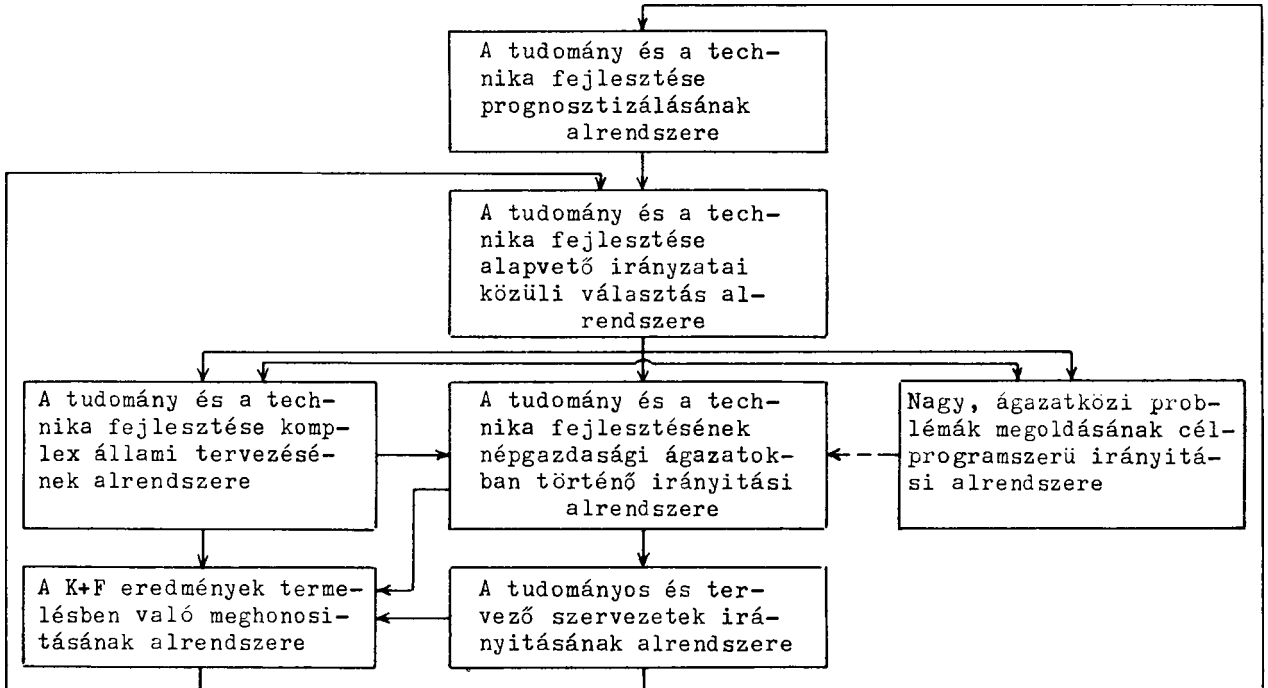 A tudomány és a tech-
nika fejlesztése
prognosztizálásának
alrendszere
A tudomány és a tech-
nika fejlesztése
alapvető irányzatai
közüli választás al-
rendszere
A tudomány és a tech-
nika fejlesztése komp-
lex állami tervezésé-
nek alrendszere
A tudomány és a tech-
nika fejlesztésének
népgazdasági ágazatok-
ban történő irányitási
alrendszere
Nagy, ágazatközi prob-
lémák megoldásának cél-
programszerü irányitá-
si alrendszere
A K+F eredmények terme-
lésben való meghonosi-
tásának alrendszere
A tudományos és ter-
vező szervezetek irá-
nyitásának alrendszere